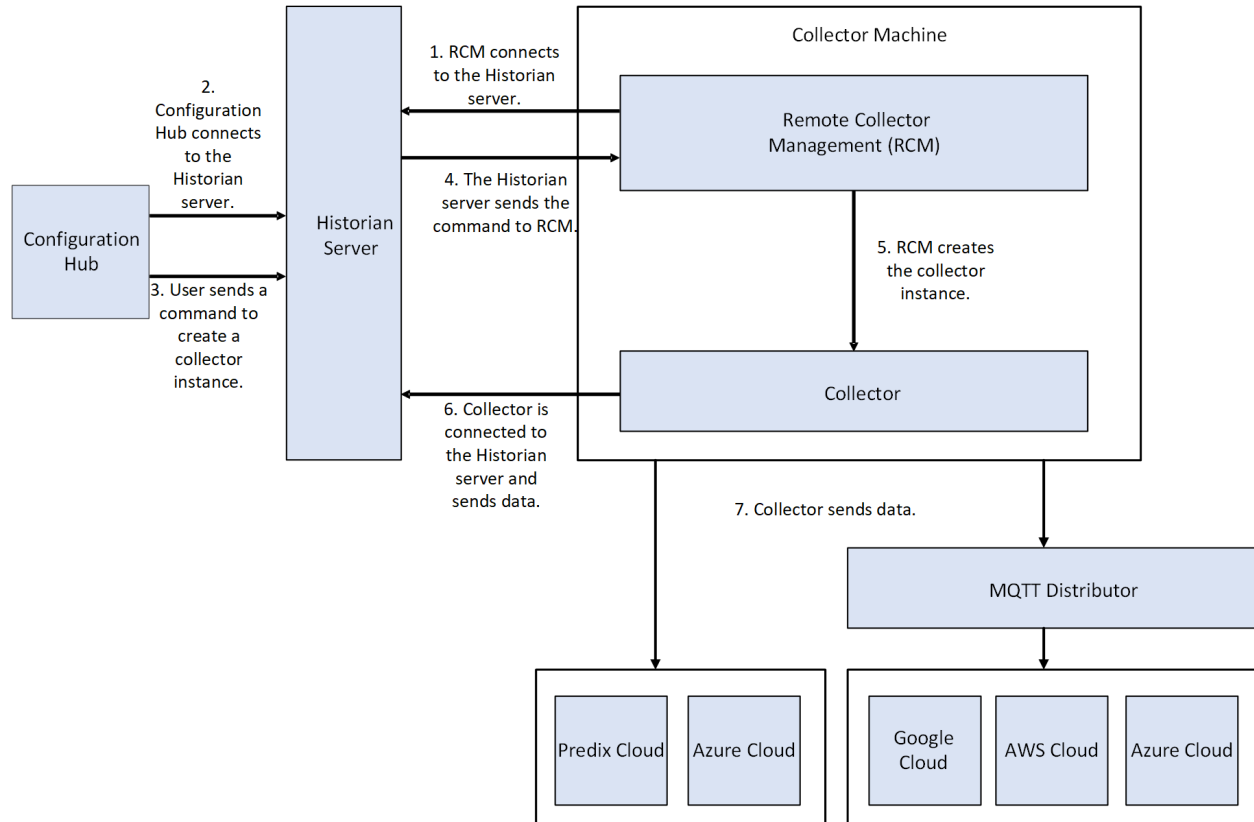 Collector Machine
1. RCM connects
to the Historian
server.
2.
Configuration
Hub connects
to the
Historian
server.
Remote Collector
Management (RCM)
4. The Historian
server sends the
command to RCM.
Configuration
Hub
Historian
Server
5. RCM creates
the collector
instance.
3. User sends a
command to
create a
collector
instance.
Collector
6. Collector is
connected to
the Historian
server and
sends data.
7. Collector sends data.
MQTT Distributor
Predix Cloud
Azure Cloud
Google
Cloud
AWS Cloud
Azure Cloud